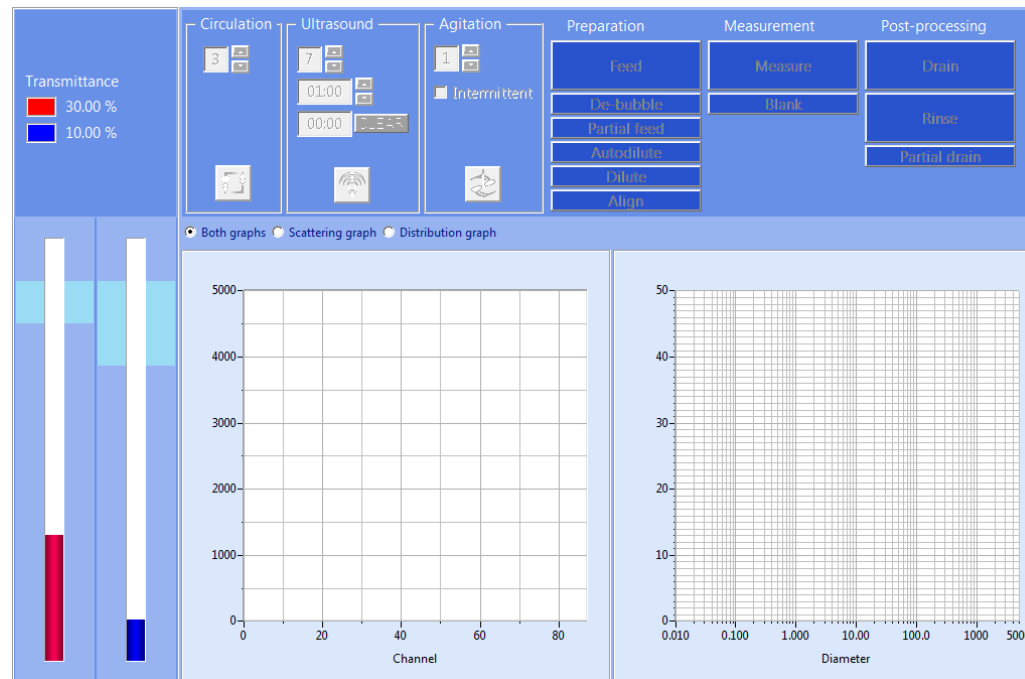 Transmittance
30.00 %
10.00 %
Circulation
3
Ultrasound
7
01:00
00:00 CLEAR
Agitation
1
Intermittent
Preparation
Feed
De-bubble
Partial feed
Autodilute
Dilute
Align
Measurement
Measure
Blank
Post-processing
Drain
Rinse
Partial drain
Both graphs Scattering graph Distribution graph
5000
4000
3000
2000
1000
0
0 20 40 60 80
Channel
50
40
30
20
10
0
0.010 0.100 1.000 10.00 100.0 1000 500
Diameter